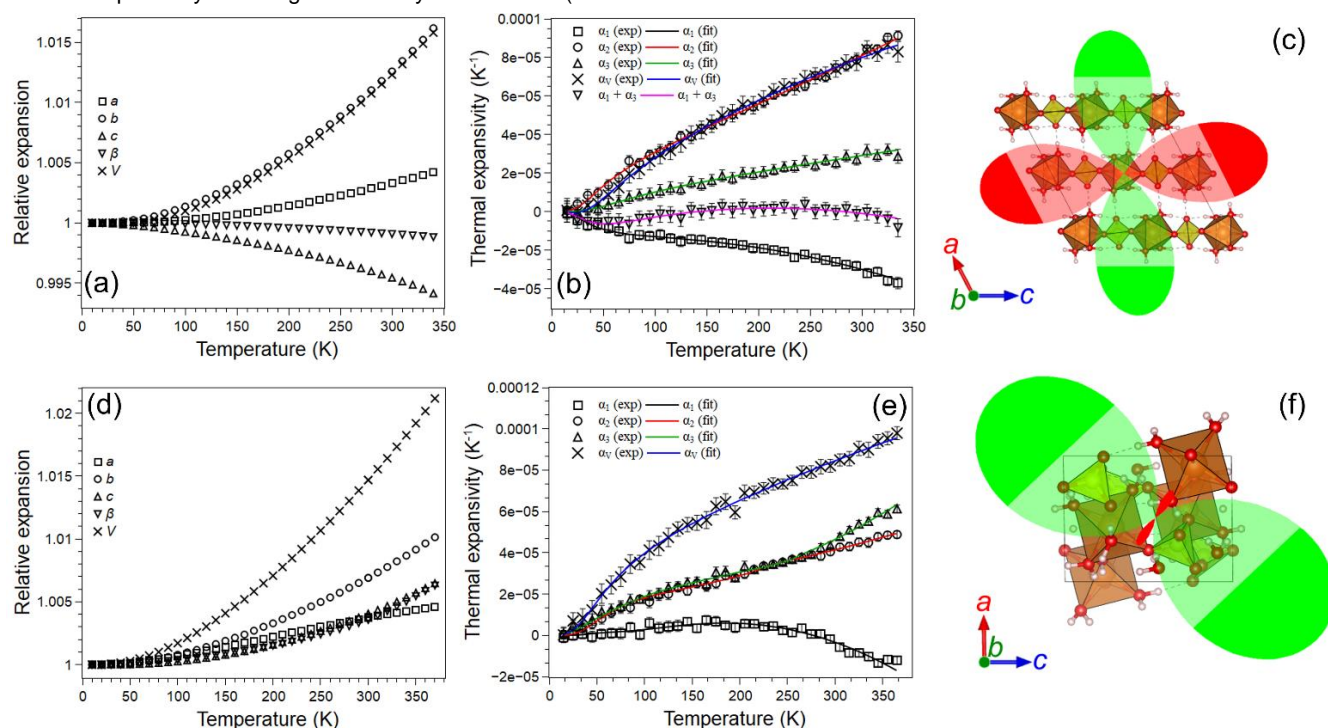 (a)
Relative expansion
1.015
1.01
1.005
1
0.995
a
b
c
β
V
0 50 100 150 200 250 300 350
Temperature (K)
(b)
Thermal expansivity (K⁻¹)
0.0001
8e-05
6e-05
4e-05
2e-05
0
−2e-05
−4e-05
α₁ (exp) α₁ (fit)
α₂ (exp) α₂ (fit)
α₃ (exp) α₃ (fit)
αV (exp) αV (fit)
α₁ + α₃ α₁ + α₃
0 50 100 150 200 250 300 350
Temperature (K)
(c)
a
b c
(d)
Relative expansion
1.02
1.015
1.01
1.005
1
a
b
c
β
V
0 50 100 150 200 250 300 350
Temperature (K)
(e)
Thermal expansivity (K⁻¹)
0.00012
0.0001
8e-05
6e-05
4e-05
2e-05
0
−2e-05
α₁ (exp) α₁ (fit)
α₂ (exp) α₂ (fit)
α₃ (exp) α₃ (fit)
αV (exp) αV (fit)
0 50 100 150 200 250 300 350
Temperature (K)
(f)
a
b c